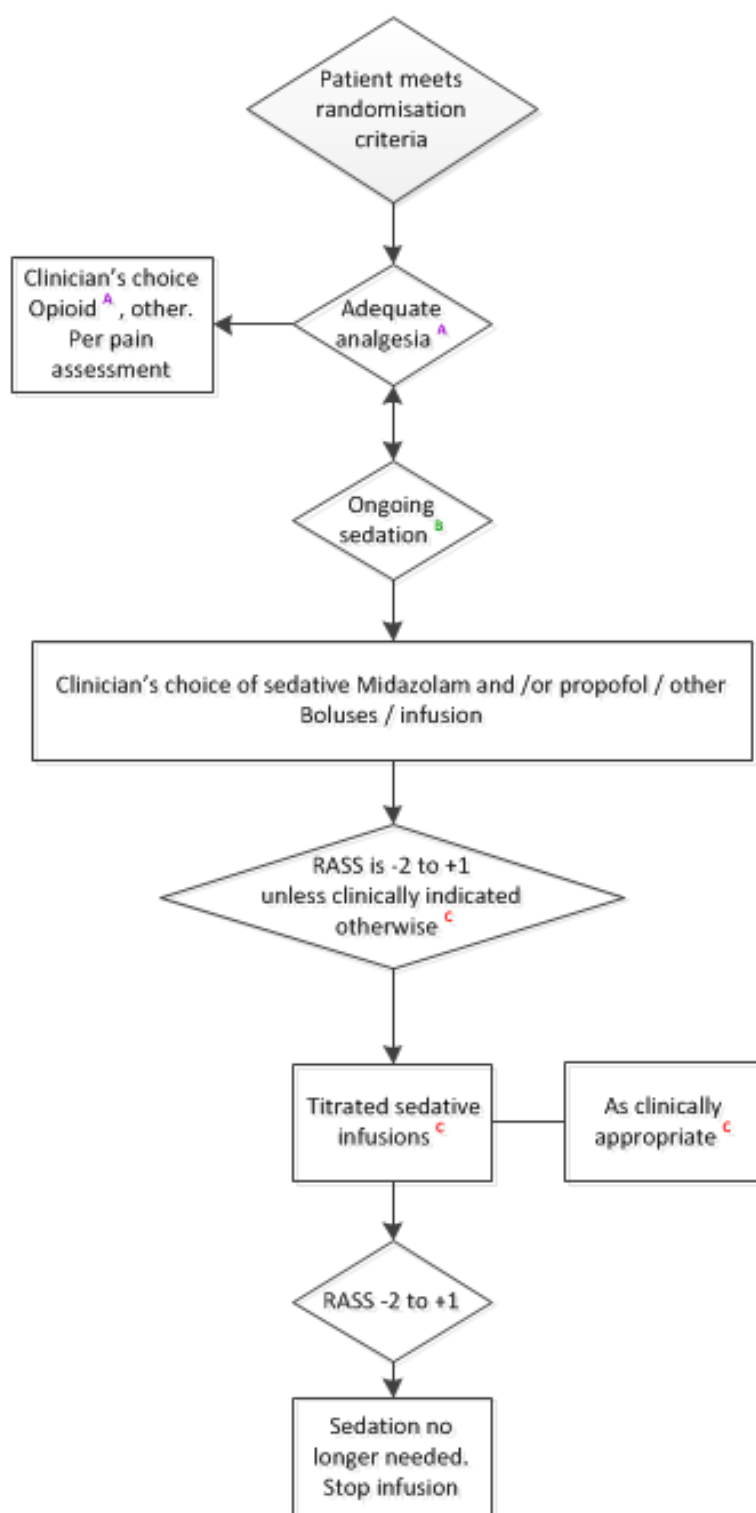 Patient meets
randomisation
criteria
Clinician's choice
Opioid A , other.
Per pain
assessment
Adequate
analgesia A
Ongoing
sedation B
Clinician's choice of sedative Midazolam and /or propofol / other
Boluses / infusion
RASS is -2 to +1
unless clinically indicated
otherwise C
Titrated sedative
infusions C
As clinically
appropriate C
RASS -2 to +1
Sedation no
longer needed.
Stop infusion